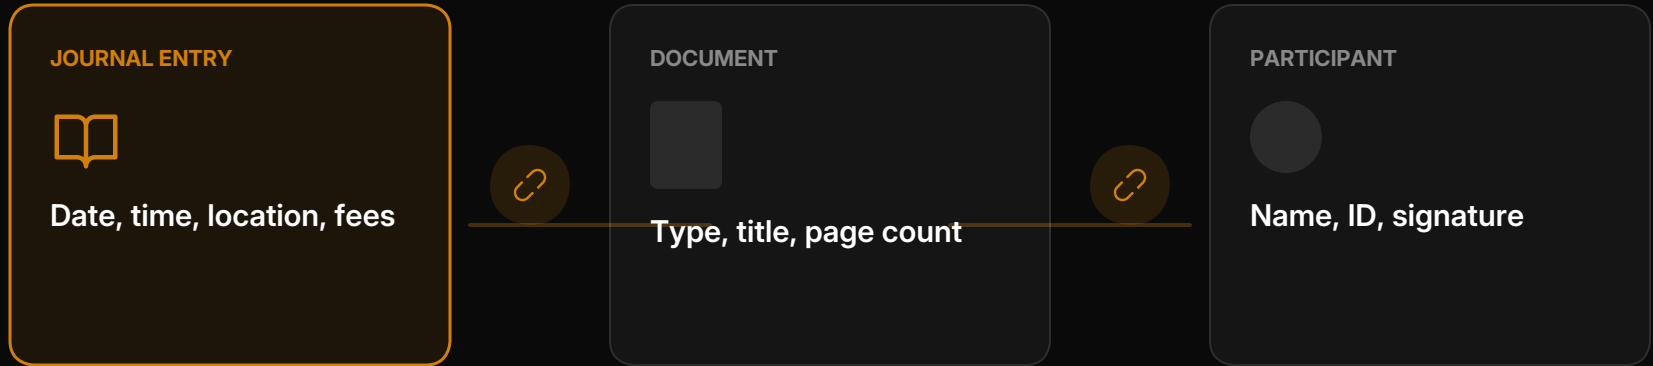 JOURNAL ENTRY
Date, time, location, fees
DOCUMENT
Type, title, page count
PARTICIPANT
Name, ID, signature